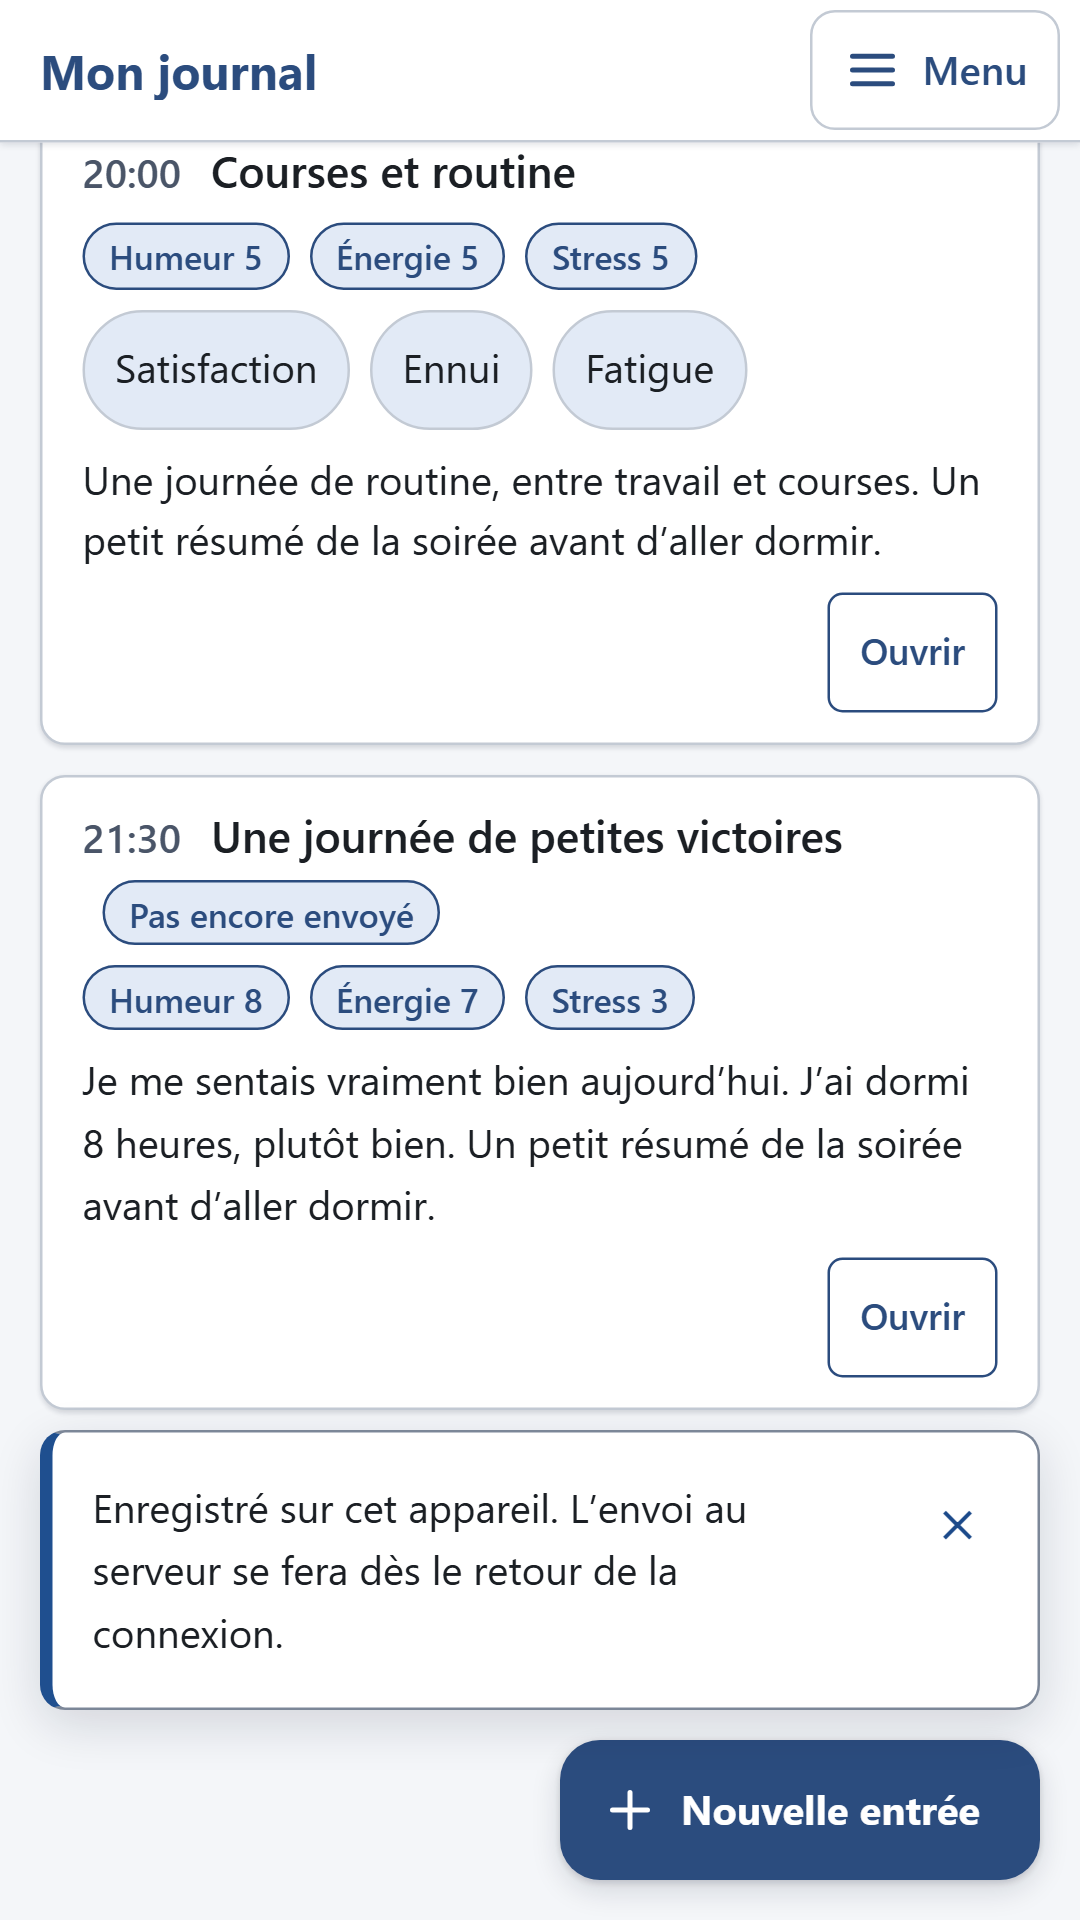 Mon journal
Menu
20:00 Courses et routine
Humeur 5 Énergie 5 Stress 5
Satisfaction Ennui Fatigue
Une journée de routine, entre travail et courses. Un
petit résumé de la soirée avant d’aller dormir.
Ouvrir
21:30 Une journée de petites victoires
Pas encore envoyé
Humeur 8 Énergie 7 Stress 3
Je me sentais vraiment bien aujourd’hui. J’ai dormi
8 heures, plutôt bien. Un petit résumé de la soirée
avant d’aller dormir.
Ouvrir
Enregistré sur cet appareil. L’envoi au
serveur se fera dès le retour de la
connexion.
Nouvelle entrée